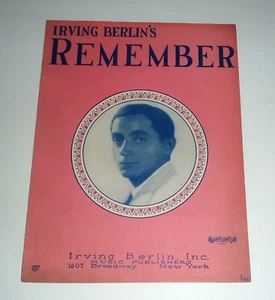 IRVING BERLIN'S
REMEMBER
Irving Berlin, Inc.
MUSIC PUBLISHERS
1607 Broadway New York